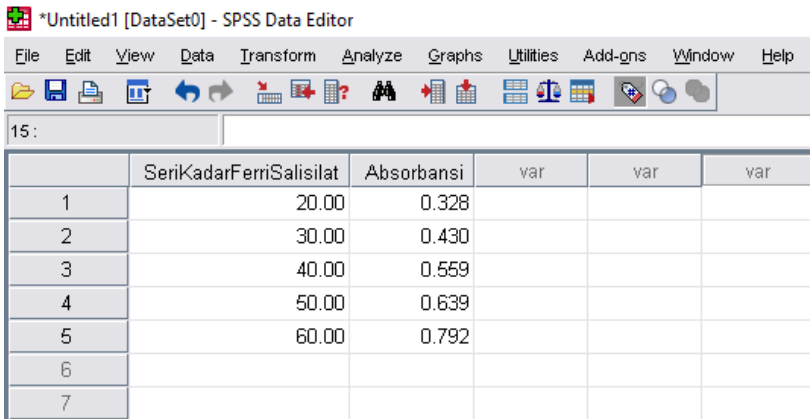 *Untitled1 [DataSet0] - SPSS Data Editor
File Edit View Data Transform Analyze Graphs Utilities Add-ons Window Help
15 :
SeriKadarFerriSalisilat Absorbansi var var var
1 20.00 0.328
2 30.00 0.430
3 40.00 0.559
4 50.00 0.639
5 60.00 0.792
6
7